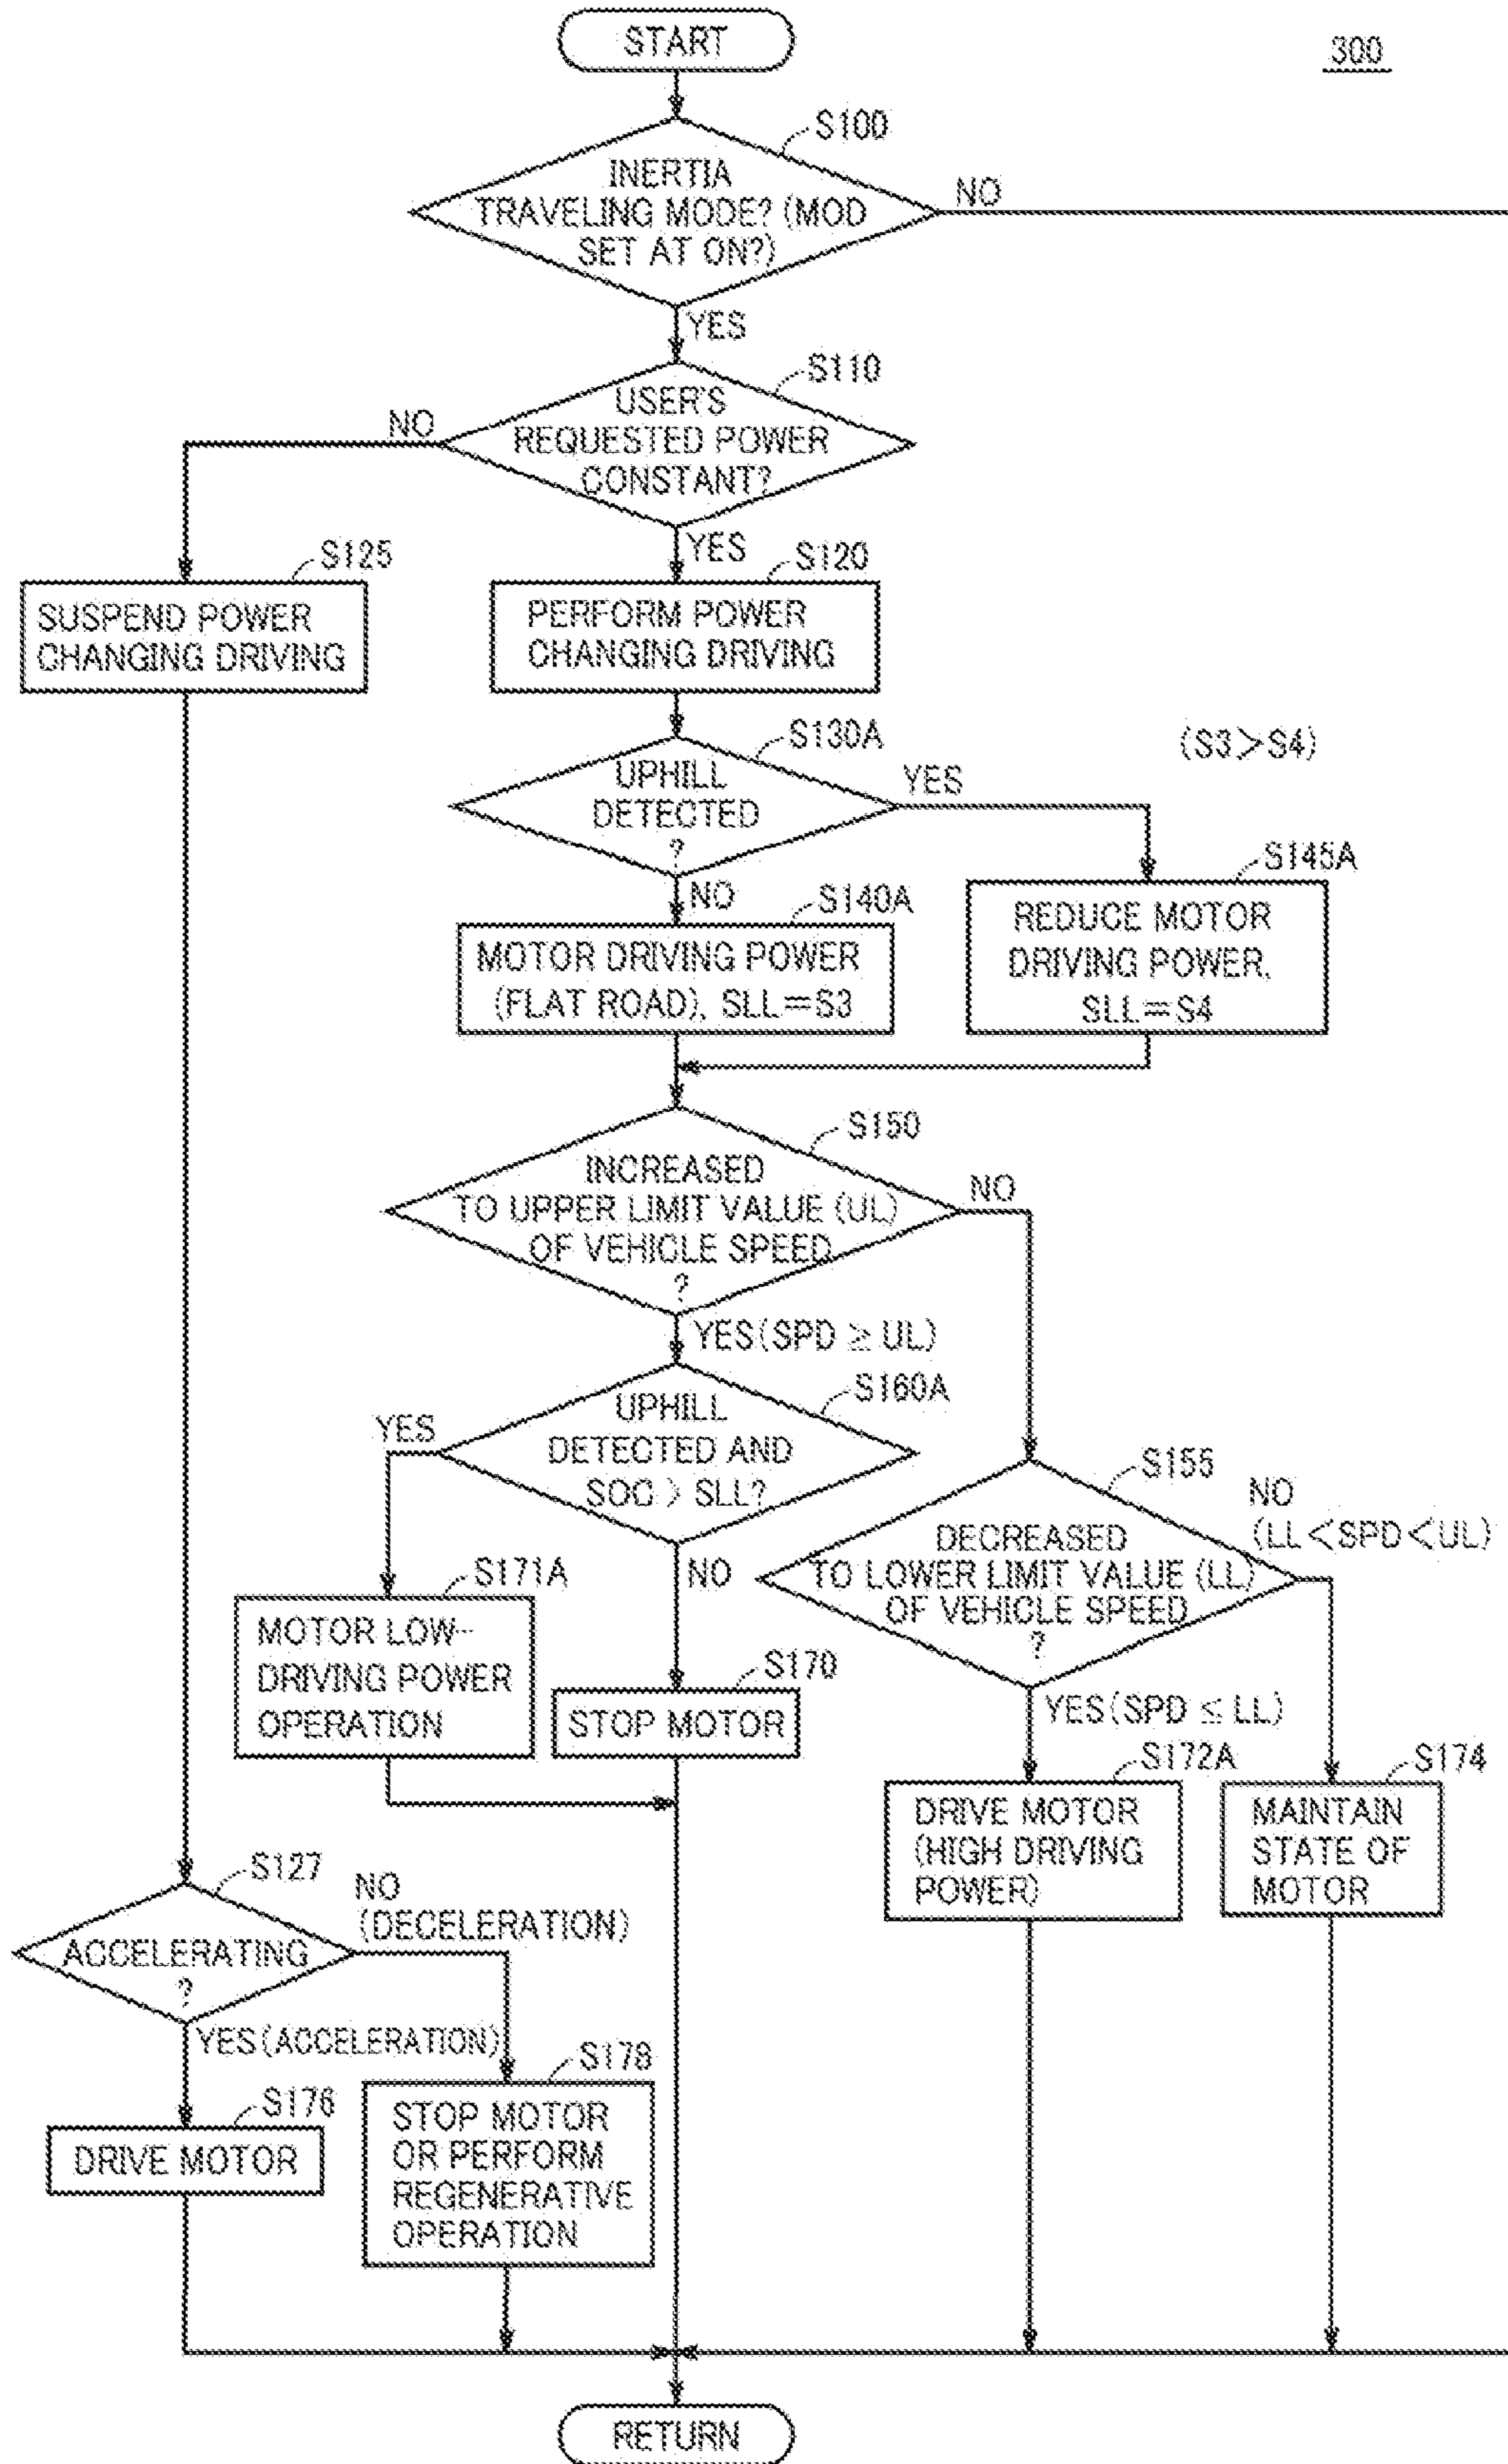 START
300
S100
INERTIA
TRAVELING MODE? (MOD
SET AT ON?)
NO
YES
S110
USER'S
REQUESTED POWER
CONSTANT?
NO
YES
S125
SUSPEND POWER
CHANGING DRIVING
S120
PERFORM POWER
CHANGING DRIVING
S130A
UPHILL
DETECTED
?
YES
(S3>S4)
NO
S140A
MOTOR DRIVING POWER
(FLAT ROAD), SLL=S3
S145A
REDUCE MOTOR
DRIVING POWER,
SLL=S4
S150
INCREASED
TO UPPER LIMIT VALUE (UL)
OF VEHICLE SPEED
?
NO
YES(SPD ≥ UL)
S160A
UPHILL
DETECTED AND
SOC > SLL?
YES
NO
S155
DECREASED
TO LOWER LIMIT VALUE (LL)
OF VEHICLE SPEED
?
NO
(LL<SPD<UL)
YES(SPD ≤ LL)
S171A
MOTOR LOW-
DRIVING POWER
OPERATION
S170
STOP MOTOR
S172A
DRIVE MOTOR
(HIGH DRIVING
POWER)
S174
MAINTAIN
STATE OF
MOTOR
S127
ACCELERATING
?
NO
(DECELERATION)
YES(ACCELERATION)
S176
DRIVE MOTOR
S178
STOP MOTOR
OR PERFORM
REGENERATIVE
OPERATION
RETURN